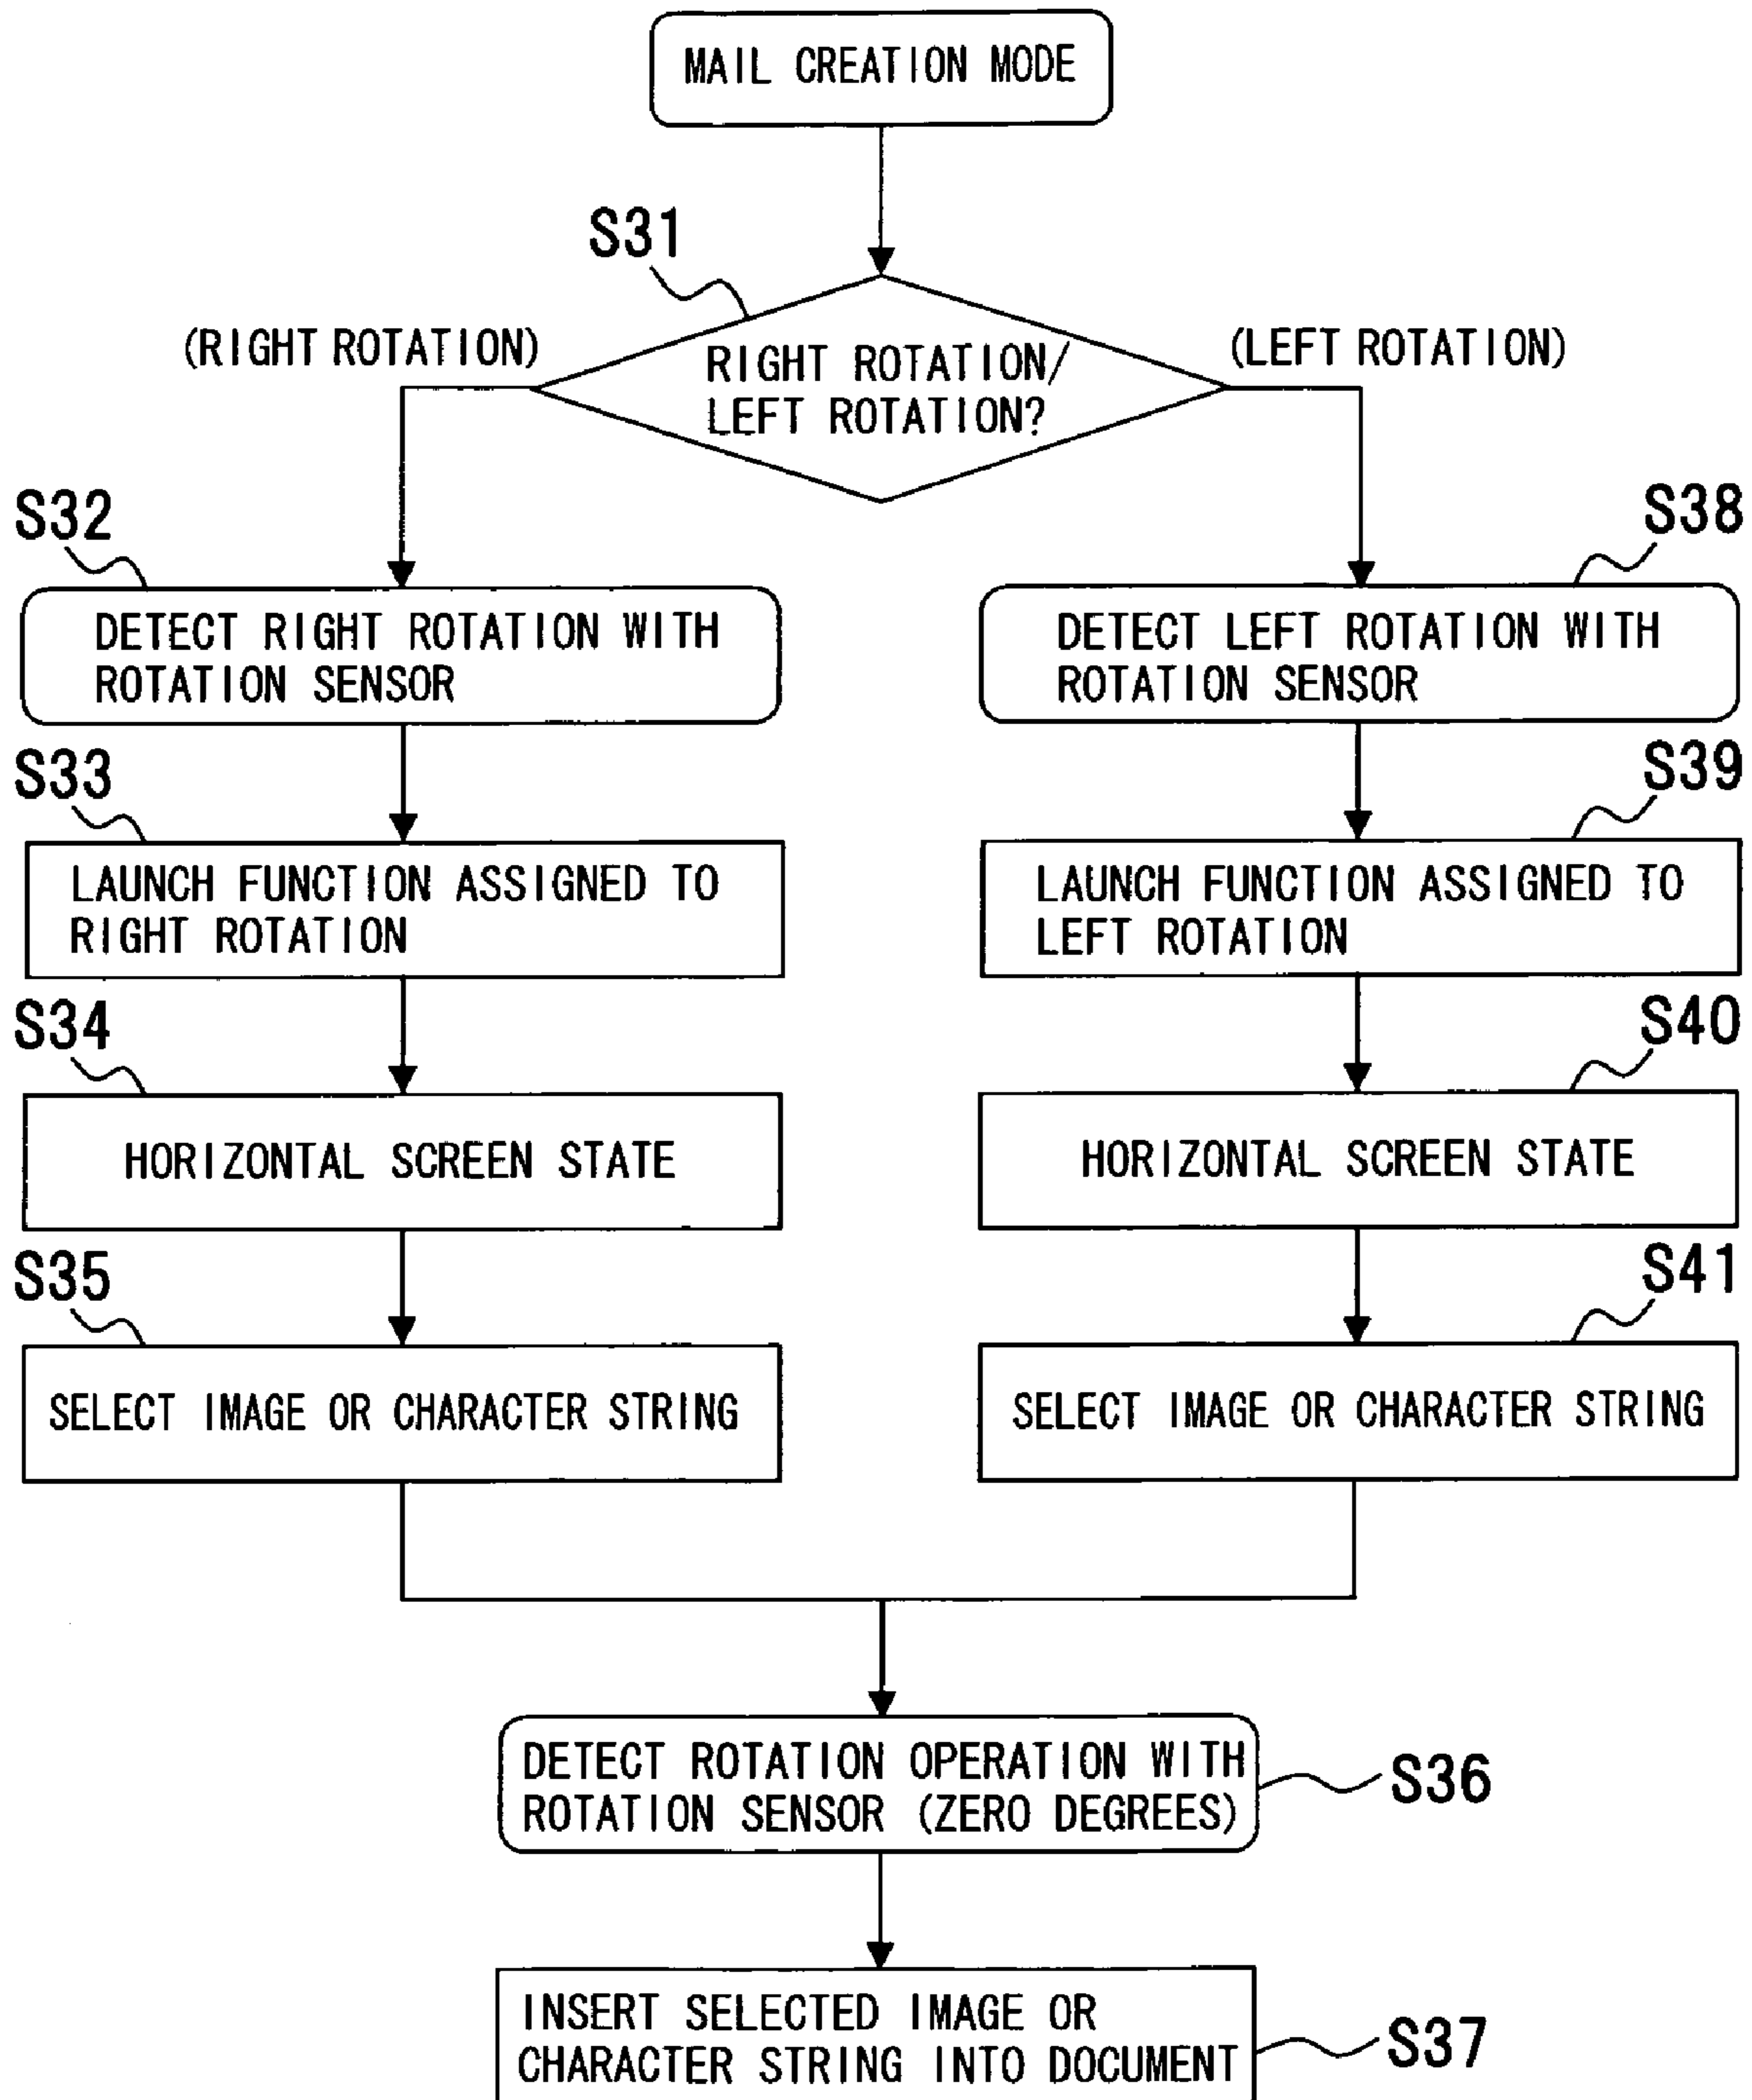 MAIL CREATION MODE
S31
(RIGHT ROTATION)
RIGHT ROTATION/
LEFT ROTATION?
(LEFT ROTATION)
S32
DETECT RIGHT ROTATION WITH
ROTATION SENSOR
S33
LAUNCH FUNCTION ASSIGNED TO
RIGHT ROTATION
S34
HORIZONTAL SCREEN STATE
S35
SELECT IMAGE OR CHARACTER STRING
S38
DETECT LEFT ROTATION WITH
ROTATION SENSOR
S39
LAUNCH FUNCTION ASSIGNED TO
LEFT ROTATION
S40
HORIZONTAL SCREEN STATE
S41
SELECT IMAGE OR CHARACTER STRING
DETECT ROTATION OPERATION WITH
ROTATION SENSOR (ZERO DEGREES)
S36
INSERT SELECTED IMAGE OR
CHARACTER STRING INTO DOCUMENT
S37